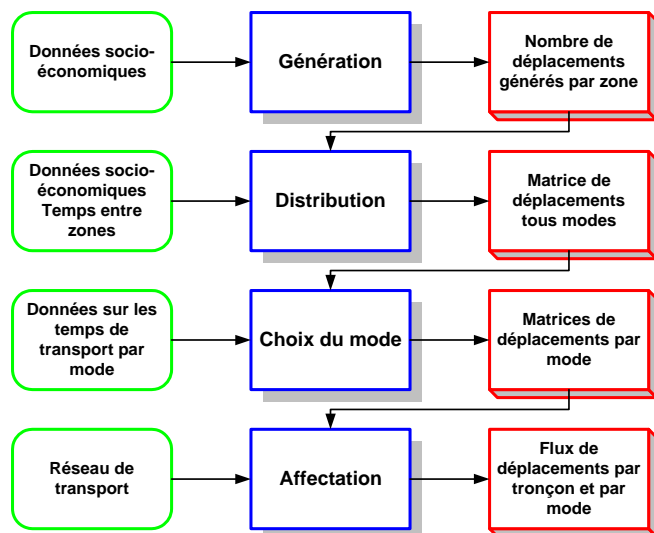 Données socio-
économiques
Génération
Nombre de
déplacements
générés par zone
Données socio-
économiques
Temps entre
zones
Distribution
Matrice de
déplacements
tous modes
Données sur les
temps de
transport par
mode
Choix du mode
Matrices de
déplacements par
mode
Réseau de
transport
Affectation
Flux de
déplacements par
tronçon et par
mode